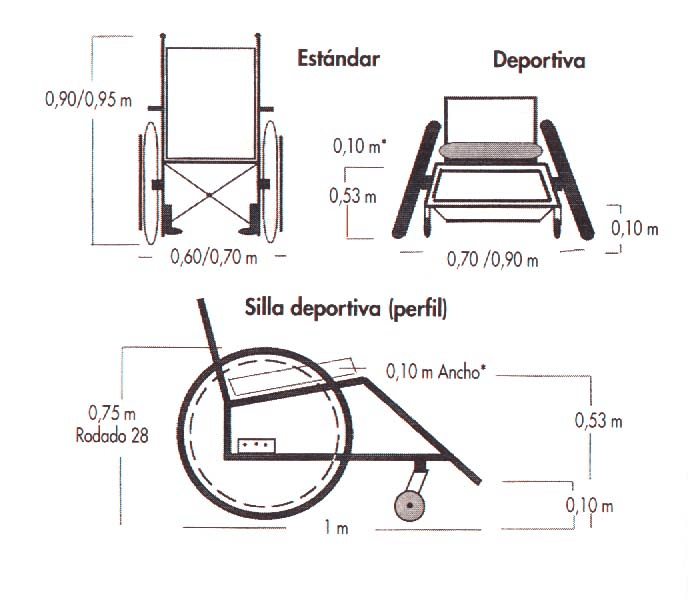 Estándar
Deportiva
0,90/0,95 m
0,10 m*
0,53 m
0,10 m
0,60/0,70 m
0,70 /0,90 m
Silla deportiva (perfil)
0,10 m Ancho*
0,75 m
Rodado 28
0,53 m
0,10 m
1 m